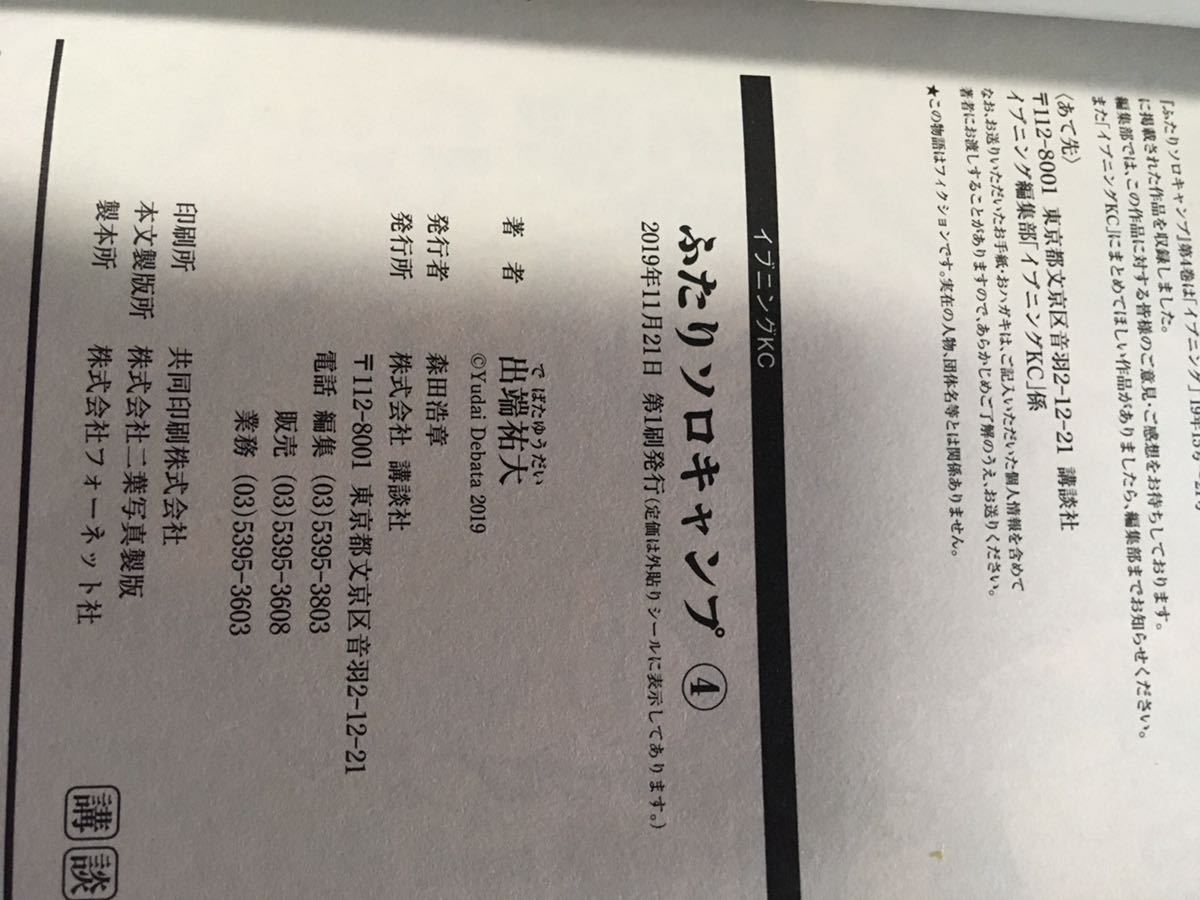 『ふたりソロキャンプ』第4巻は「イブニング」
に掲載された作品を収録しました。
編集部では、この作品に対する皆様のご意見・ご感想をお待ちしております。
また「イブニングKC」にまとめてほしい作品がありましたら、編集部までお知らせください。
〈あて先〉
〒112-8001 東京都文京区音羽2-12-21 講談社
イブニング編集部「イブニングKC」係
なお、お送りいただいたお手紙・おハガキは、ご記入いただいた個人情報を含めて
著者にお渡しすることがありますので、あらかじめご了解のうえ、お送りください。
★この物語はフィクションです。実在の人物、団体名等とは関係ありません。
イブニングKC
ふたりソロキャンプ ④
2019年11月21日 第1刷発行(定価は外貼りシールに表示してあります。)
でばたゆうだい
著 者 出端祐大
©Yudai Debata 2019
発行者 森田浩章
発行所 株式会社 講談社
〒112-8001 東京都文京区音羽2-12-21
電話 編集 (03)5395-3803
販売 (03)5395-3608
業務 (03)5395-3603
印刷所 共同印刷株式会社
本文製版所 株式会社二葉写真製版
製本所 株式会社フォーネット社
講談